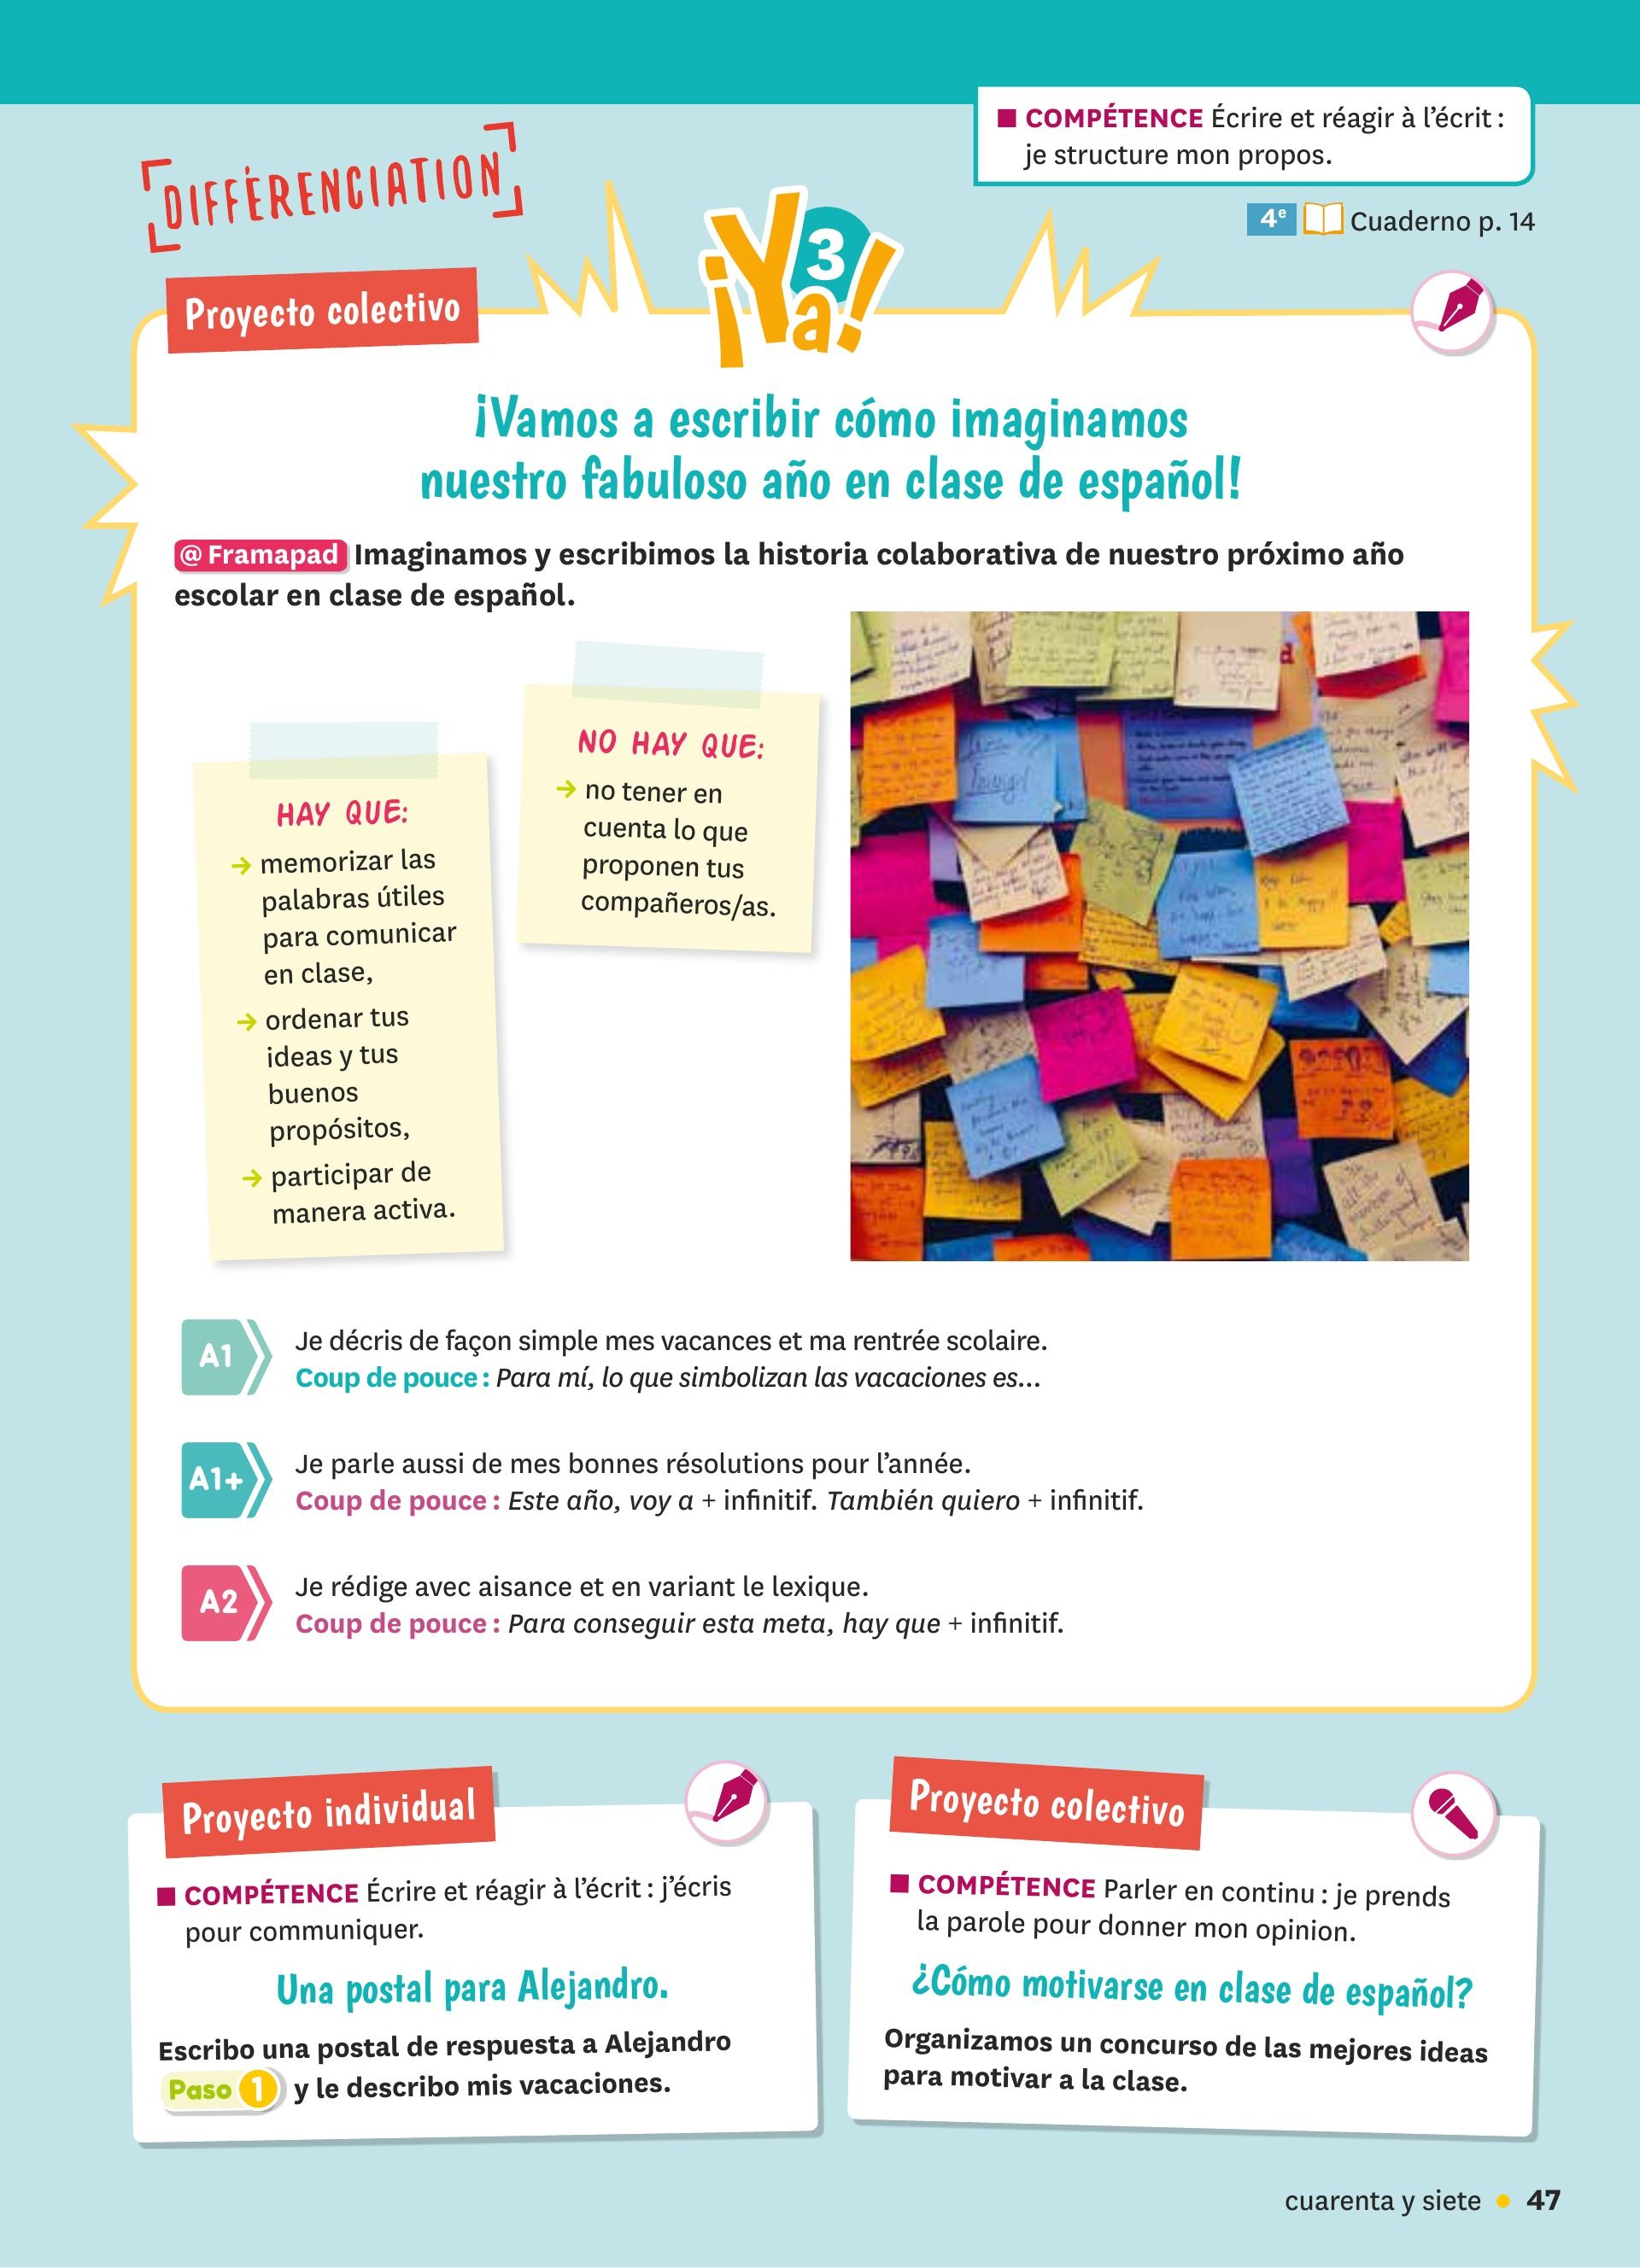 ■ COMPÉTENCE Écrire et réagir à l'écrit :
je structure mon propos.
DIFFÉRENCIATION
4e Cuaderno p. 14
Proyecto colectivo
¡Ya! 3
¡Vamos a escribir cómo imaginamos
nuestro fabuloso año en clase de español!
@ Framapad Imaginamos y escribimos la historia colaborativa de nuestro próximo año
escolar en clase de español.
HAY QUE:
→ memorizar las
palabras útiles
para comunicar
en clase,
→ ordenar tus
ideas y tus
buenos
propósitos,
→ participar de
manera activa.
NO HAY QUE:
→ no tener en
cuenta lo que
proponen tus
compañeros/as.
A1
Je décris de façon simple mes vacances et ma rentrée scolaire.
Coup de pouce : Para mí, lo que simbolizan las vacaciones es...
A1+
Je parle aussi de mes bonnes résolutions pour l'année.
Coup de pouce : Este año, voy a + infinitif. También quiero + infinitif.
A2
Je rédige avec aisance et en variant le lexique.
Coup de pouce : Para conseguir esta meta, hay que + infinitif.
Proyecto individual
■ COMPÉTENCE Écrire et réagir à l'écrit : j'écris
pour communiquer.
Una postal para Alejandro.
Escribo una postal de respuesta a Alejandro
Paso 1 y le describo mis vacaciones.
Proyecto colectivo
■ COMPÉTENCE Parler en continu : je prends
la parole pour donner mon opinion.
¿Cómo motivarse en clase de español?
Organizamos un concurso de las mejores ideas
para motivar a la clase.
cuarenta y siete • 47